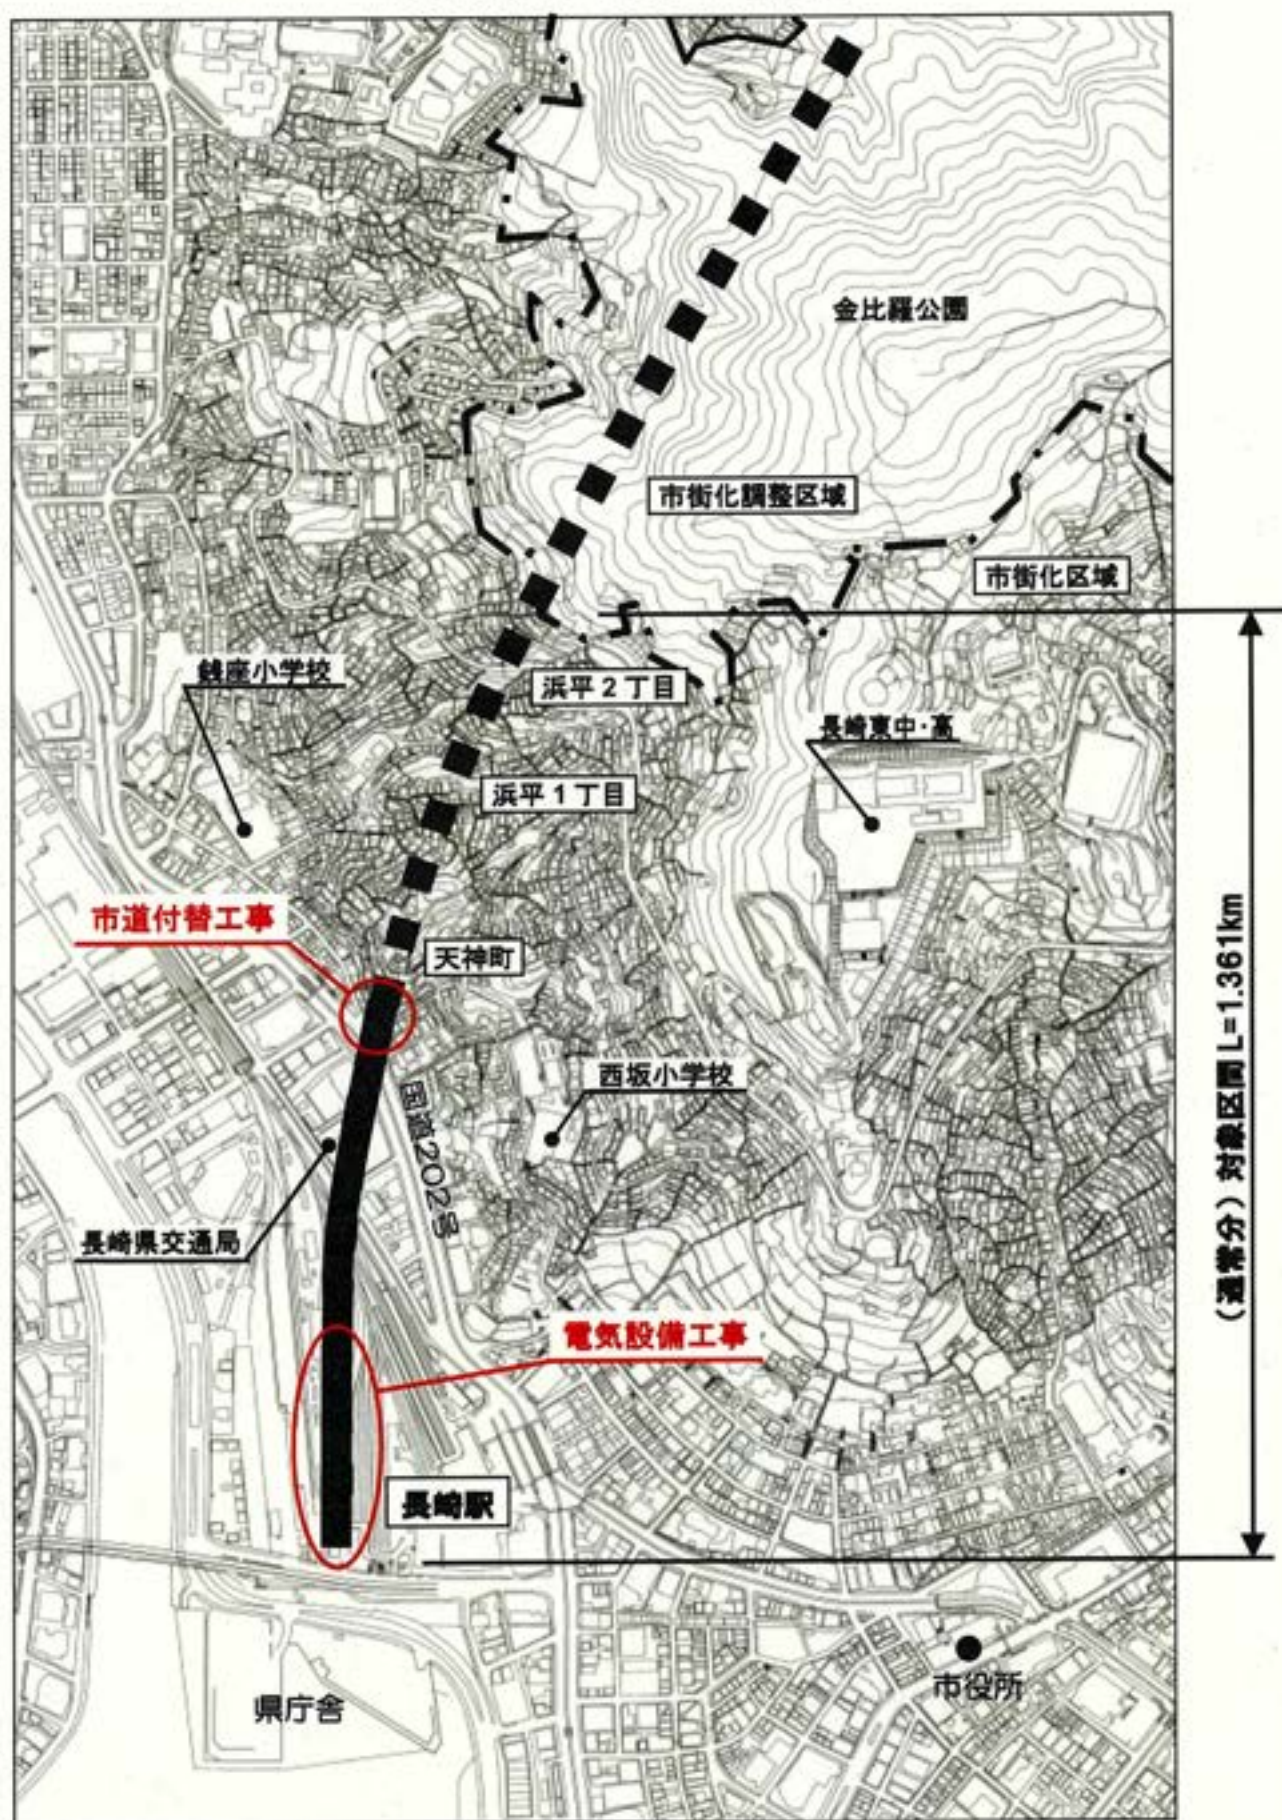 金比羅公園
市街化調整区域
市街化区域
銭座小学校
浜平2丁目
長崎東中・高
浜平1丁目
市道付替工事
天神町
西坂小学校
国道202号
長崎県交通局
電気設備工事
長崎駅
(通常分)対象区間L=1.361km
市役所
県庁舎